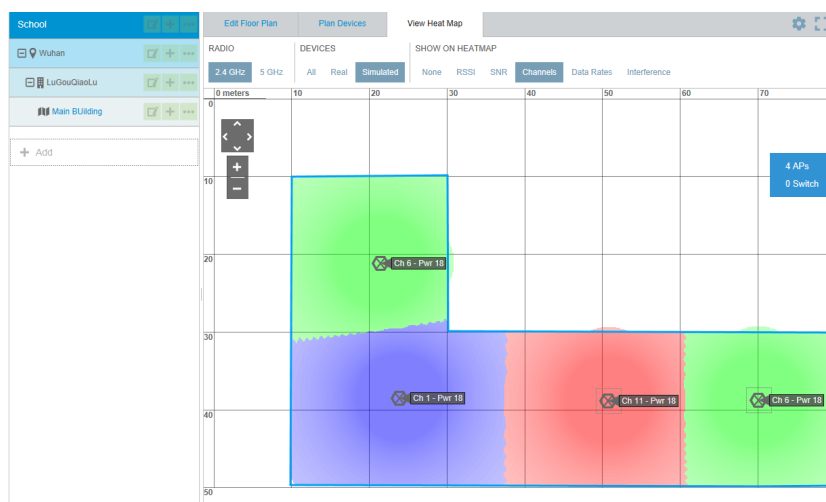 School
Wuhan
LuGouQiaoLu
Main BUilding
Add
Edit Floor Plan
Plan Devices
View Heat Map
RADIO
DEVICES
SHOW ON HEATMAP
2.4 GHz
5 GHz
All
Real
Simulated
None
RSSI
SNR
Channels
Data Rates
Interference
0 meters
10
20
30
40
50
60
70
0
10
20
30
40
50
4 APs
0 Switch
Ch 6 - Pwr 18
Ch 1 - Pwr 18
Ch 11 - Pwr 18
Ch 6 - Pwr 18